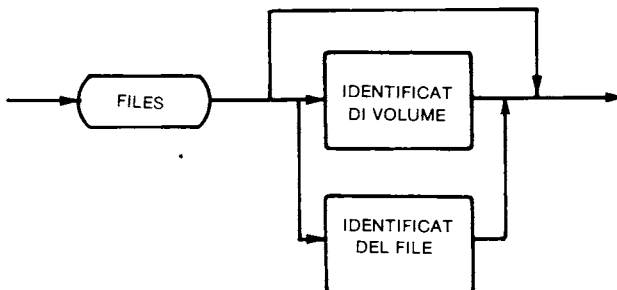 FILES
IDENTIFICAT
DI VOLUME
IDENTIFICAT
DEL FILE